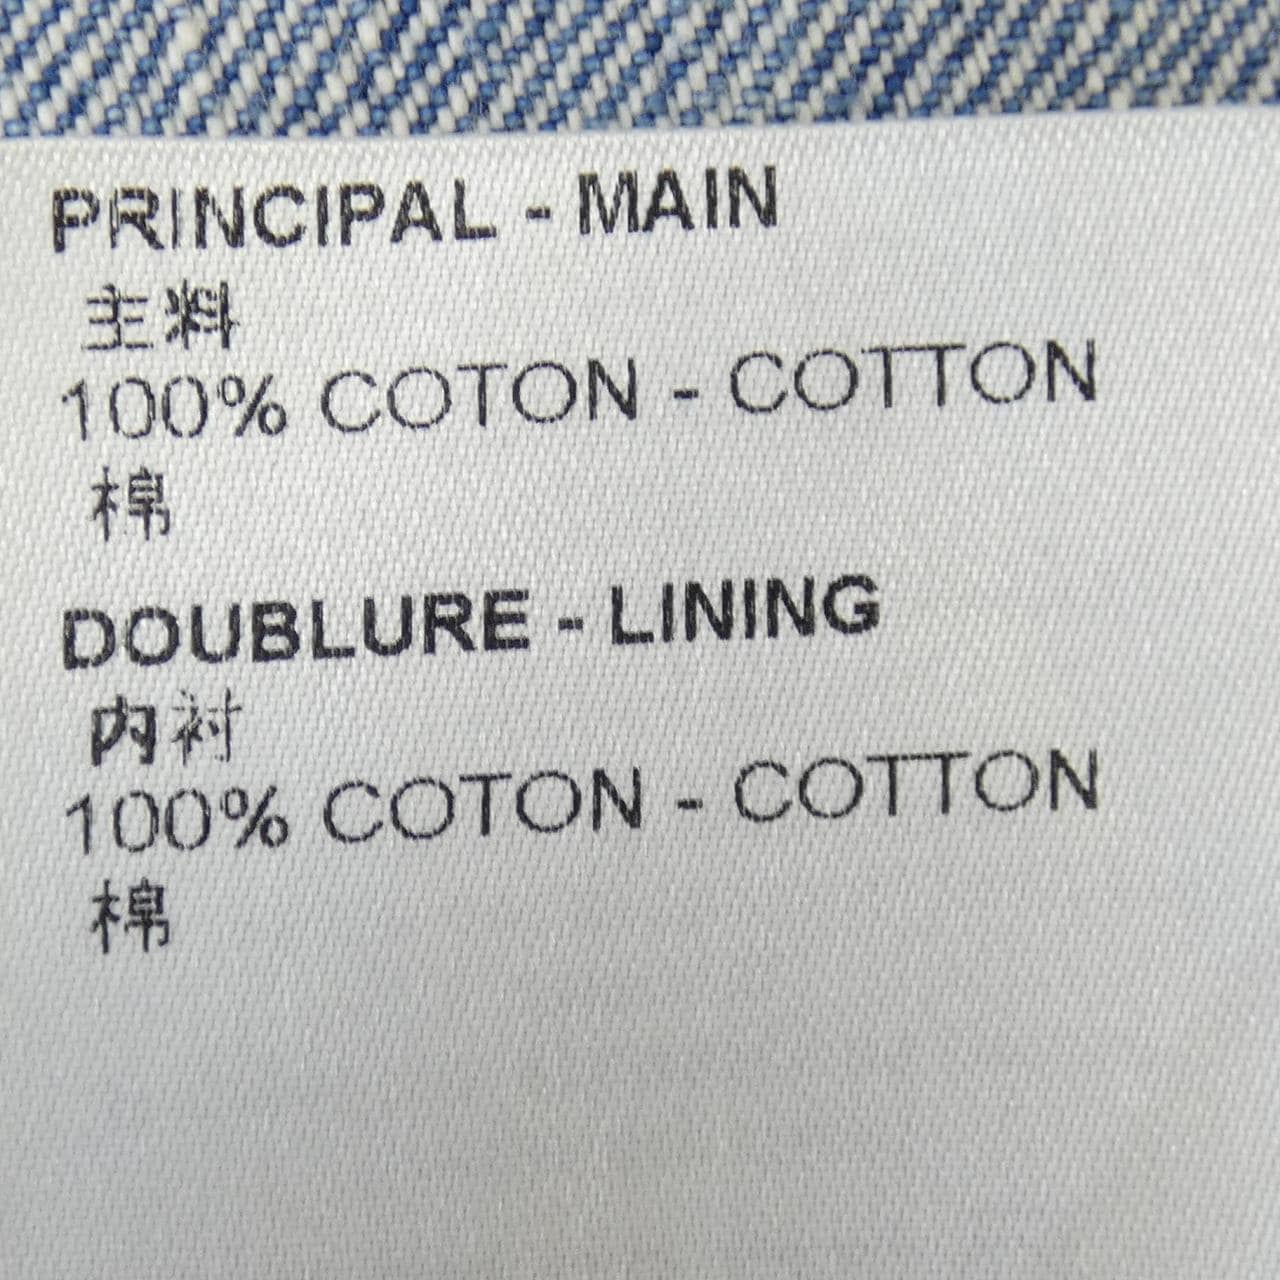 PRINCIPAL - MAIN
主料
100% COTON - COTTON
棉
DOUBLURE - LINING
内衬
100% COTON - COTTON
棉